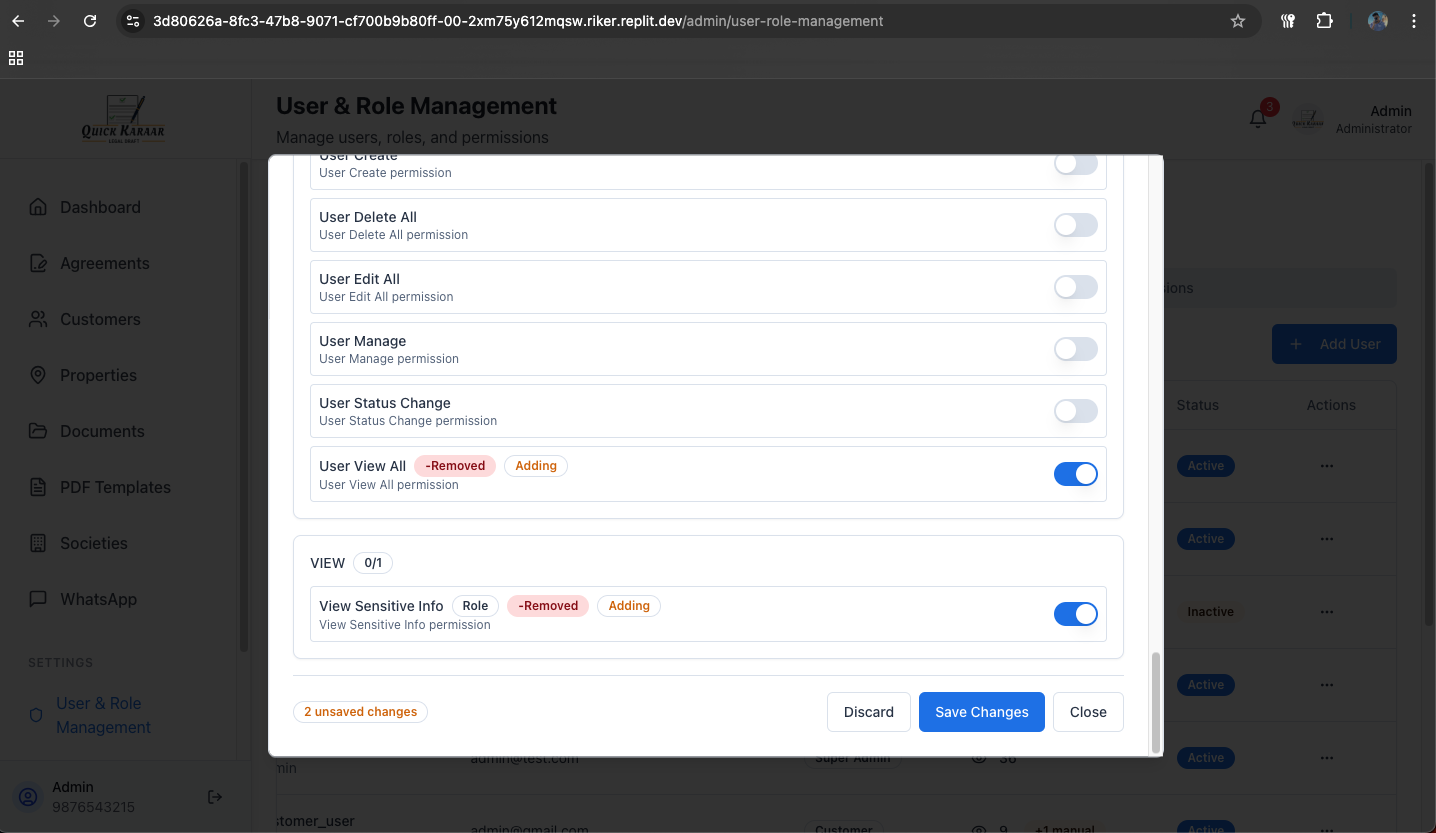 3d80626a-8fc3-47b8-9071-cf700b9b80ff-00-2xm75y612mqsw.riker.replit.dev/admin/user-role-management
QUICK KARAAR
LEGAL DRAFT
User & Role Management
Manage users, roles, and permissions
3
Admin
Administrator
Dashboard
Agreements
Customers
Properties
Documents
PDF Templates
Societies
WhatsApp
SETTINGS
User & Role
Management
Admin
9876543215
User Create
User Create permission
User Delete All
User Delete All permission
User Edit All
User Edit All permission
User Manage
User Manage permission
User Status Change
User Status Change permission
User View All -Removed Adding
User View All permission
VIEW 0/1
View Sensitive Info Role -Removed Adding
View Sensitive Info permission
2 unsaved changes
Discard Save Changes Close
+ Add User
Status Actions
Active ...
Active ...
Inactive ...
Active ...
admin@test.com Super Admin 36 Active ...
admin@gmail.com Customer 9 +1 manual Active ...